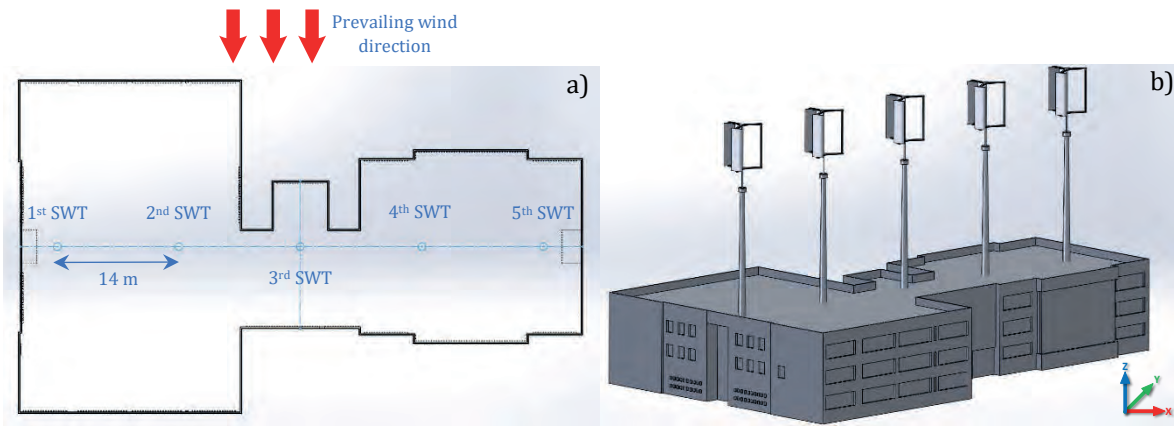 Prevailing wind
direction
a)
b)
1st SWT
2nd SWT
4th SWT
5th SWT
14 m
3rd SWT
Z
Y
X